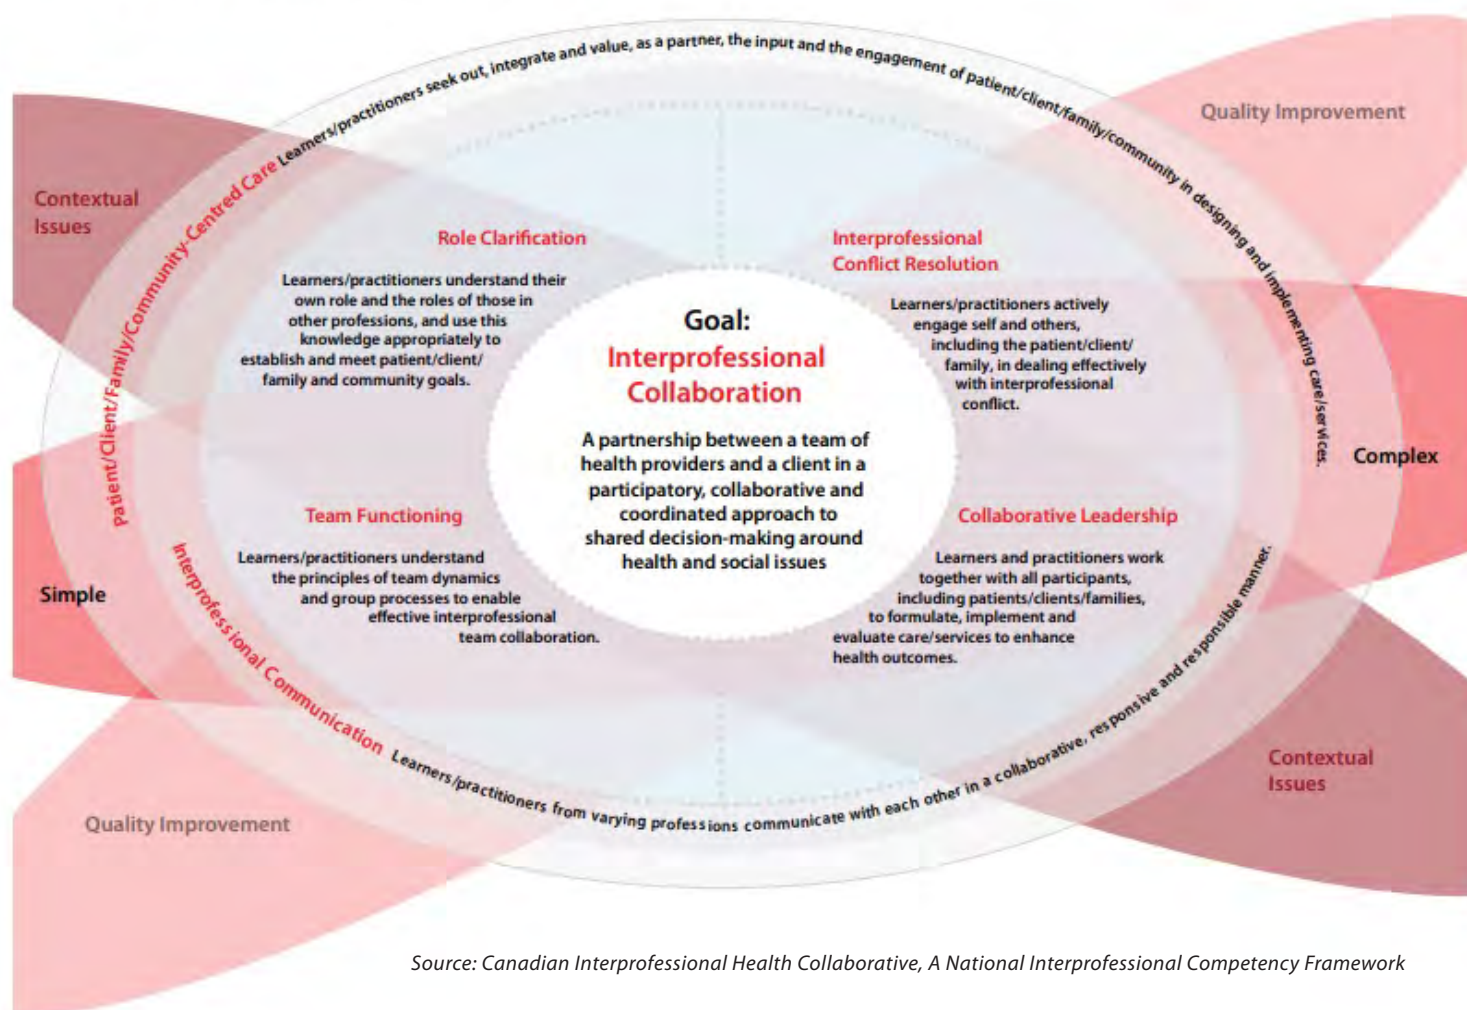 Patient/Client/Family/Community-Centred Care Learners/practitioners seek out, integrate and value, as a partner, the input and the engagement of patient/client/family/community in designing and implementing care/services.
Quality Improvement
Contextual
Issues
Role Clarification
Learners/practitioners understand their
own role and the roles of those in
other professions, and use this
knowledge appropriately to
establish and meet patient/client/
family and community goals.
Interprofessional
Conflict Resolution
Learners/practitioners actively
engage self and others,
including the patient/client/
family, in dealing effectively
with interprofessional
conflict.
Goal:
Interprofessional
Collaboration
A partnership between a team of
health providers and a client in a
participatory, collaborative and
coordinated approach to
shared decision-making around
health and social issues
Complex
Team Functioning
Learners/practitioners understand
the principles of team dynamics
and group processes to enable
effective interprofessional
team collaboration.
Collaborative Leadership
Learners and practitioners work
together with all participants,
including patients/clients/families,
to formulate, implement and
evaluate care/services to enhance
health outcomes.
Simple
Interprofessional Communication Learners/practitioners from varying professions communicate with each other in a collaborative, responsive and responsible manner.
Contextual
Issues
Quality Improvement
Source: Canadian Interprofessional Health Collaborative, A National Interprofessional Competency Framework